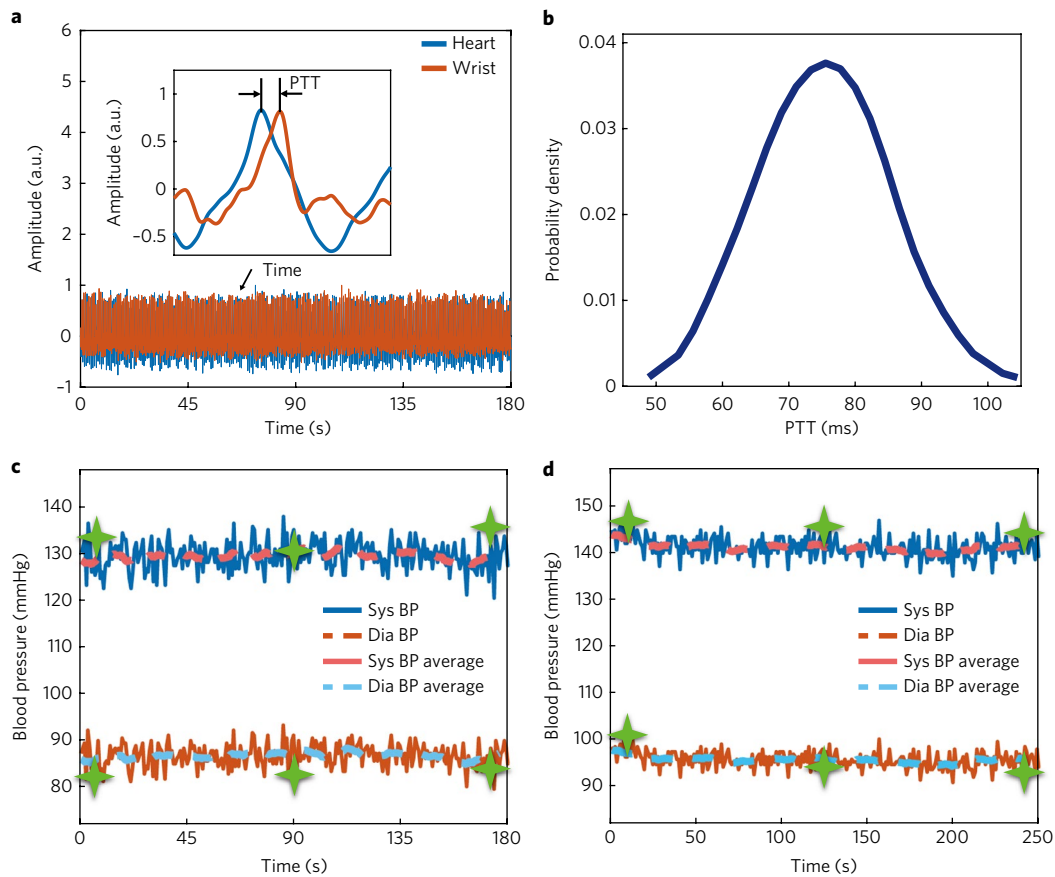 a
6
5
4
3
2
1
0
–1
Amplitude (a.u.)
0
45
90
135
180
Time (s)
Heart
Wrist
PTT
1
0.5
0
–0.5
Amplitude (a.u.)
Time
b
0.04
0.03
0.02
0.01
0
Probability density
50
60
70
80
90
100
PTT (ms)
c
140
130
120
110
100
90
80
Blood pressure (mmHg)
Sys BP
Dia BP
Sys BP average
Dia BP average
0
45
90
135
180
Time (s)
d
150
140
130
120
110
100
90
Blood pressure (mmHg)
Sys BP
Dia BP
Sys BP average
Dia BP average
0
50
100
150
200
250
Time (s)